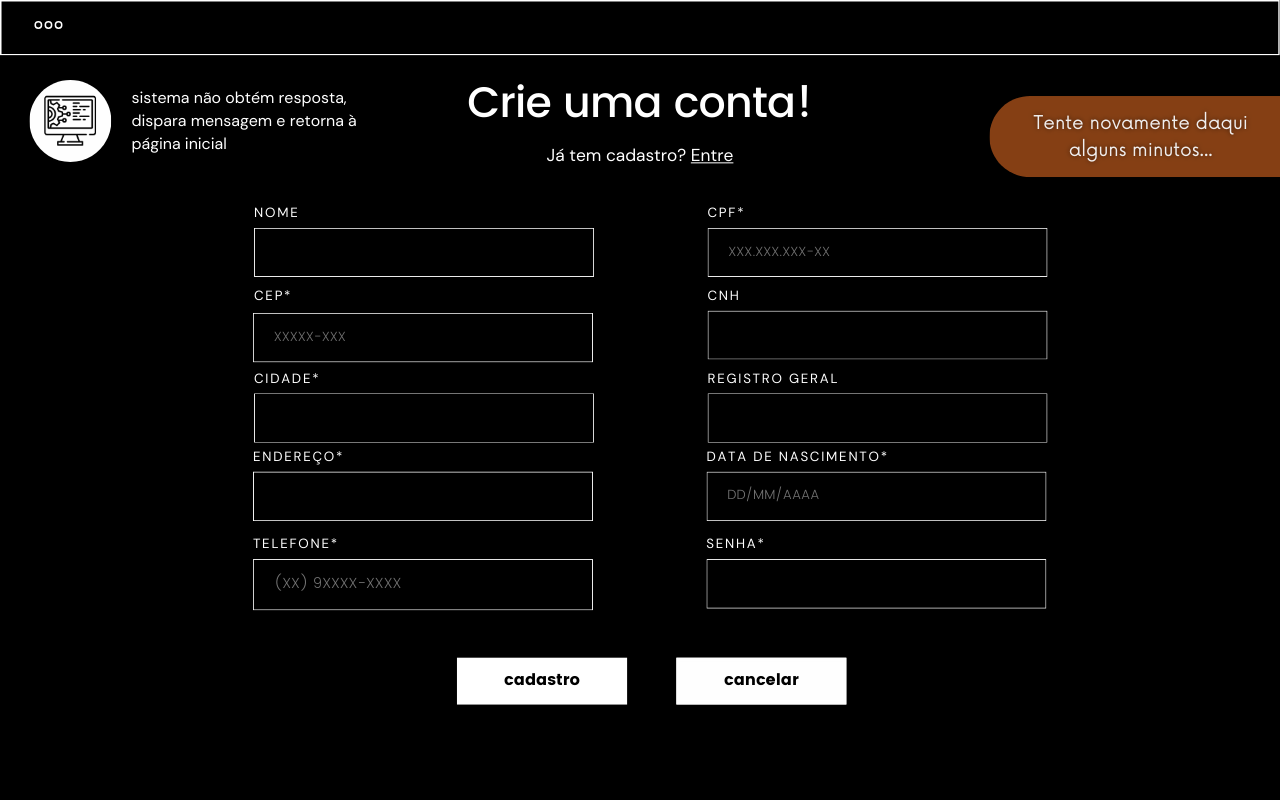 sistema não obtém resposta,
dispara mensagem e retorna à
página inicial
Crie uma conta!
Já tem cadastro? Entre
Tente novamente daqui
alguns minutos...
NOME
CPF*
XXX.XXX.XXX-XX
CEP*
XXXXX-XXX
CNH
CIDADE*
REGISTRO GERAL
ENDEREÇO*
DATA DE NASCIMENTO*
DD/MM/AAAA
TELEFONE*
(XX) 9XXXX-XXXX
SENHA*
cadastro
cancelar